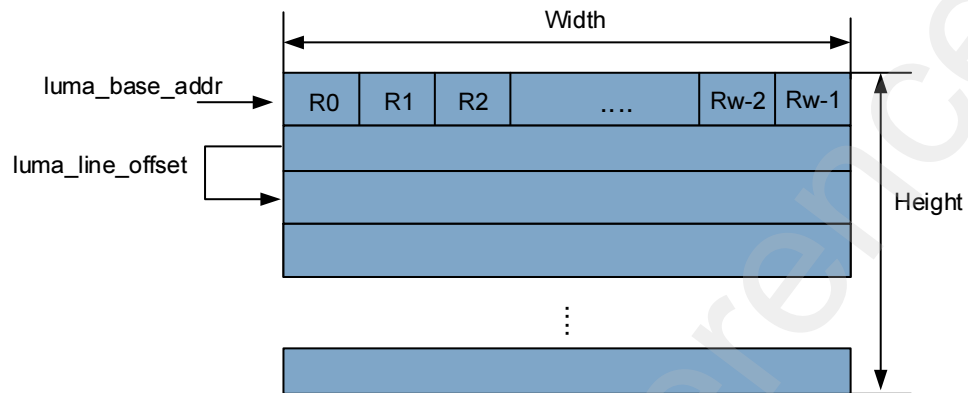 Width
luma_base_addr
R0 R1 R2 .... Rw-2 Rw-1
luma_line_offset
Height